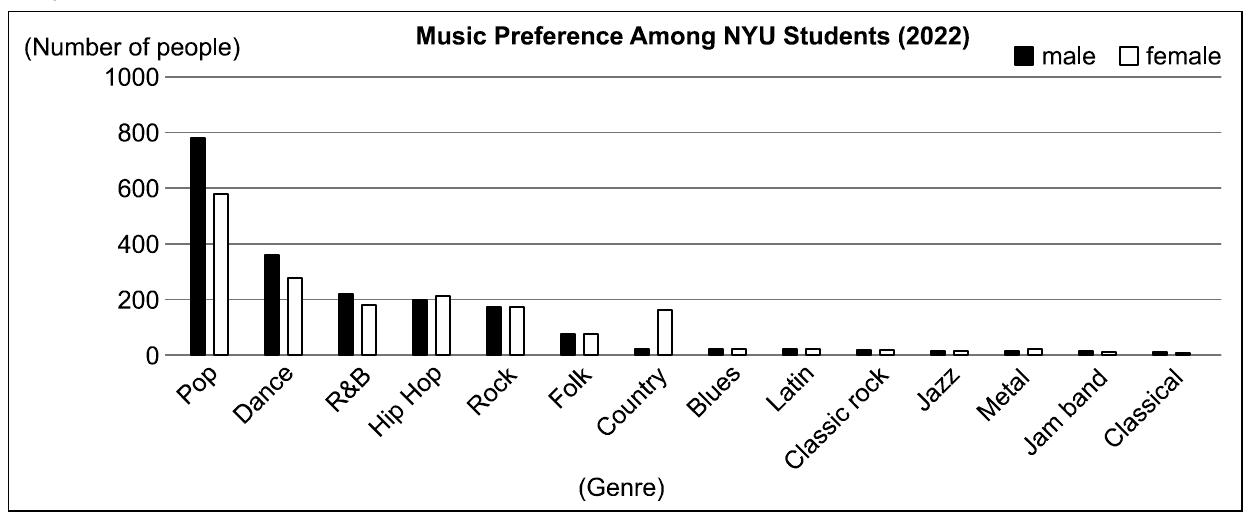 Music Preference Among NYU Students (2022)
(Number of people)
male
female
1000
800
600
400
200
0
Pop
Dance
R&B
Hip Hop
Rock
Folk
Country
Blues
Latin
Classic rock
Jazz
Metal
Jam band
Classical
(Genre)